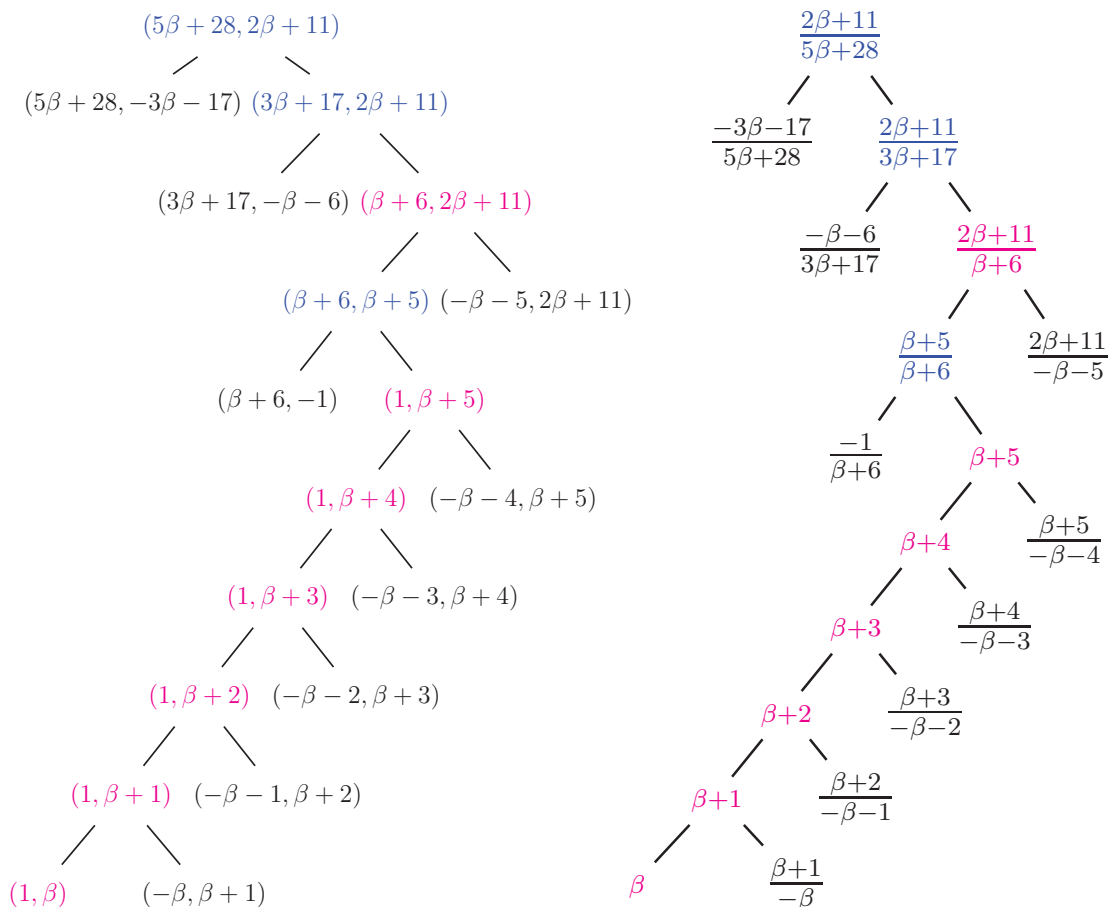 (5β + 28, 2β + 11)
(5β + 28, −3β − 17) (3β + 17, 2β + 11)
(3β + 17, −β − 6) (β + 6, 2β + 11)
(β + 6, β + 5) (−β − 5, 2β + 11)
(β + 6, −1) (1, β + 5)
(1, β + 4) (−β − 4, β + 5)
(1, β + 3) (−β − 3, β + 4)
(1, β + 2) (−β − 2, β + 3)
(1, β + 1) (−β − 1, β + 2)
(1, β) (−β, β + 1)
2β+11
5β+28
−3β−17
5β+28
2β+11
3β+17
−β−6
3β+17
2β+11
β+6
β+5
β+6
2β+11
−β−5
−1
β+6
β+5
β+5
−β−4
β+4
β+4
−β−3
β+3
β+3
−β−2
β+2
β+2
−β−1
β+1
β+1
−β
β